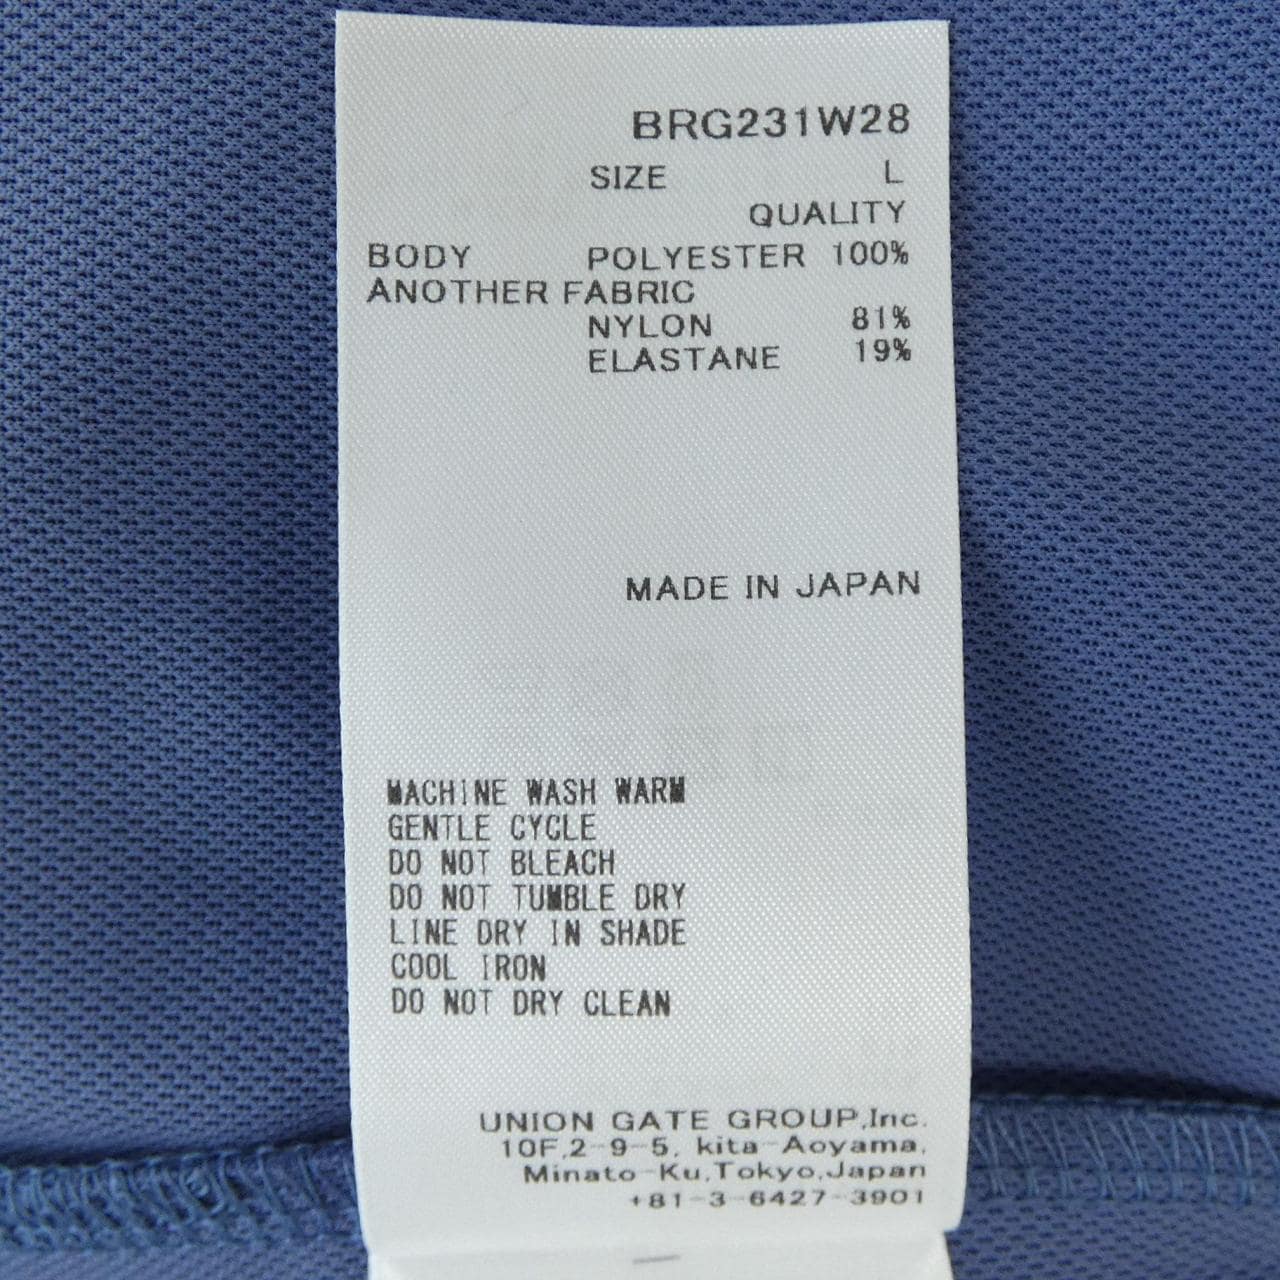 BRG231W28
SIZE L
QUALITY
BODY POLYESTER 100%
ANOTHER FABRIC
NYLON 81%
ELASTANE 19%
MADE IN JAPAN
MACHINE WASH WARM
GENTLE CYCLE
DO NOT BLEACH
DO NOT TUMBLE DRY
LINE DRY IN SHADE
COOL IRON
DO NOT DRY CLEAN
UNION GATE GROUP,Inc.
10F,2-9-5, kita-Aoyama,
Minato-Ku,Tokyo,Japan
+81-3-6427-3901